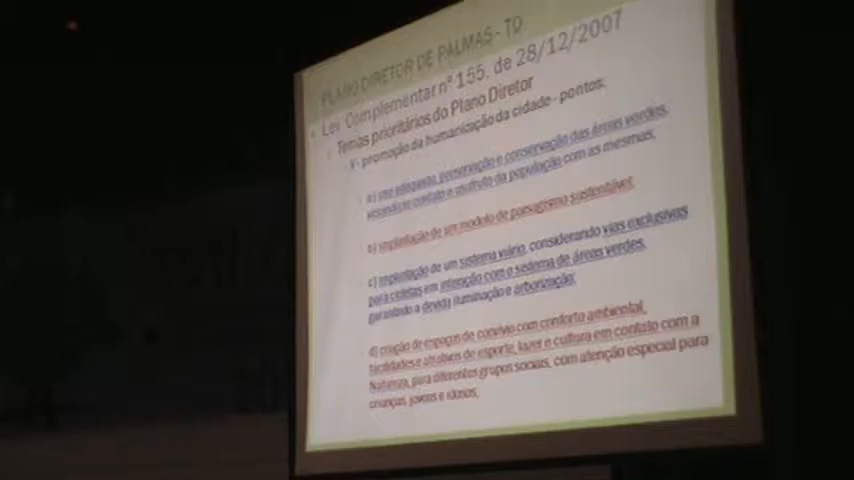 PLANO DIRETOR DE PALMAS - TO
Lei Complementar nº 155, de 28/12/2007
Temas prioritários do Plano Diretor
V - promoção da humanização da cidade - pontos:
a) uso adequado, preservação e conservação das áreas verdes,
visando ao contato e usufruto da população com as mesmas;
b) implantação de um modelo de paisagismo sustentável;
c) implantação de um sistema viário, considerando vias exclusivas
para ciclistas em interação com o sistema de áreas verdes,
garantindo a devida iluminação e arborização;
d) criação de espaços de convívio com conforto ambiental,
facilidades e atrativos de esporte, lazer e cultura em contato com a
Natureza, para diferentes grupos sociais, com atenção especial para
crianças, jovens e idosos;